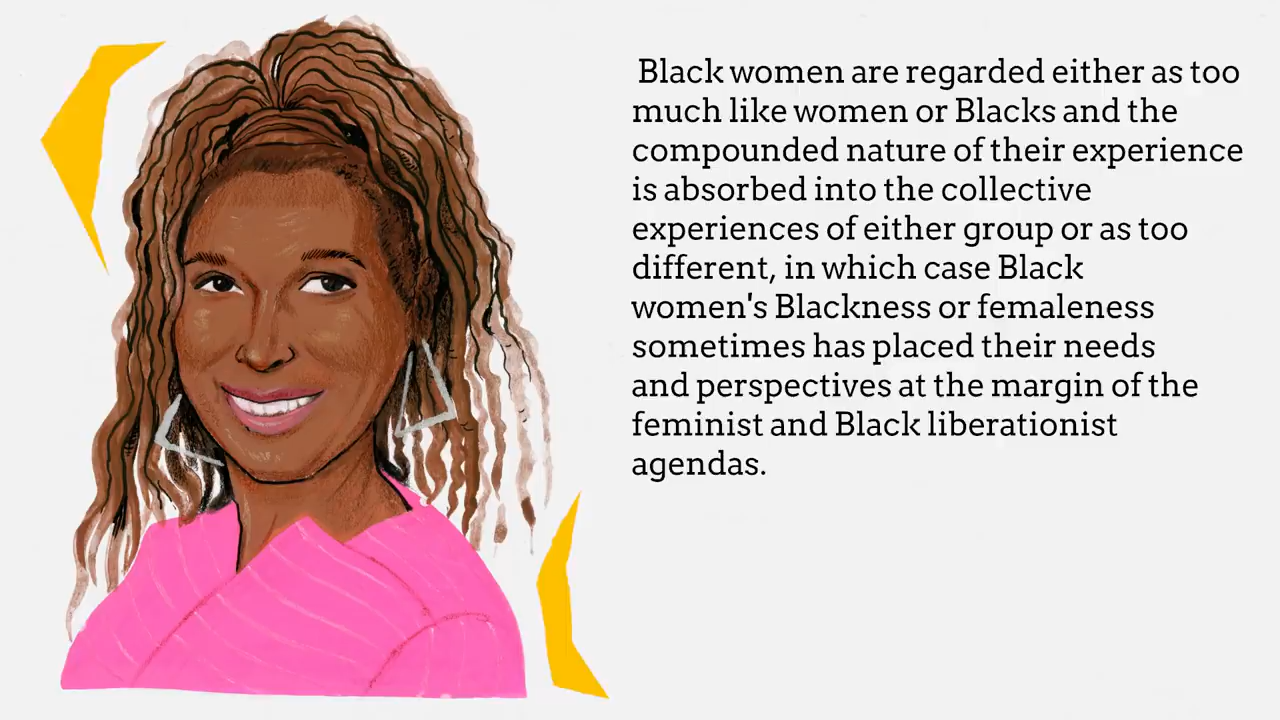 Black women are regarded either as too
much like women or Blacks and the
compounded nature of their experience
is absorbed into the collective
experiences of either group or as too
different, in which case Black
women's Blackness or femaleness
sometimes has placed their needs
and perspectives at the margin of the
feminist and Black liberationist
agendas.